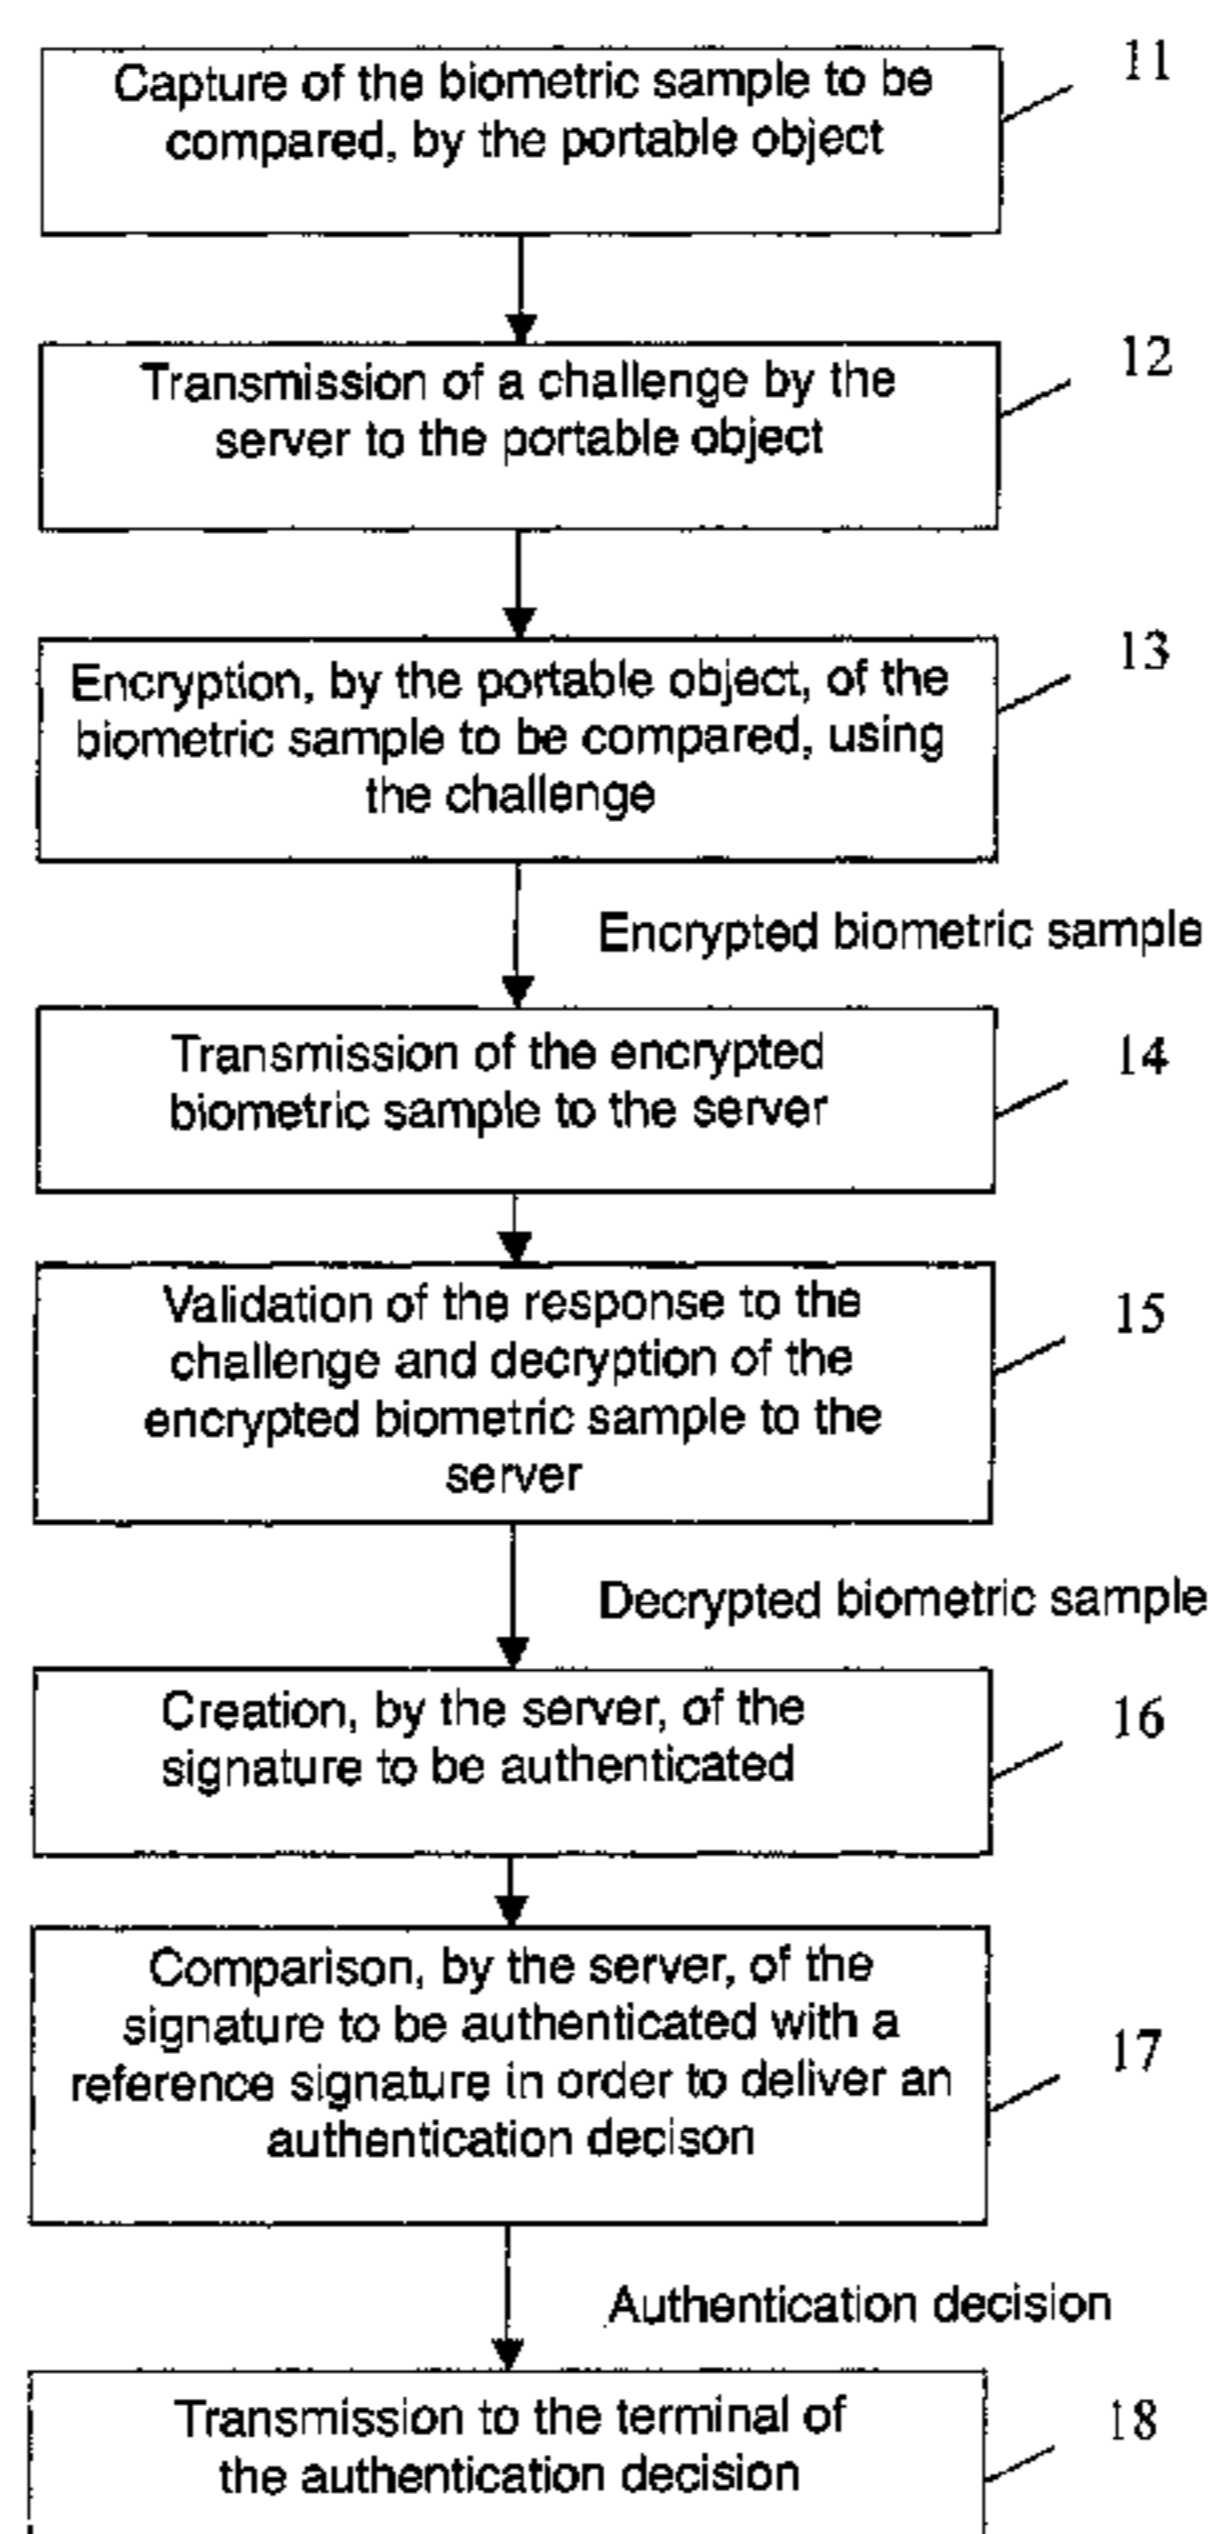 Capture of the biometric sample to be
compared, by the portable object
11
Transmission of a challenge by the
server to the portable object
12
Encryption, by the portable object, of the
biometric sample to be compared, using
the challenge
13
Encrypted biometric sample
Transmission of the encrypted
biometric sample to the server
14
Validation of the response to the
challenge and decryption of the
encrypted biometric sample to the
server
15
Decrypted biometric sample
Creation, by the server, of the
signature to be authenticated
16
Comparison, by the server, of the
signature to be authenticated with a
reference signature in order to deliver an
authentication decison
17
Authentication decision
Transmission to the terminal of
the authentication decision
18